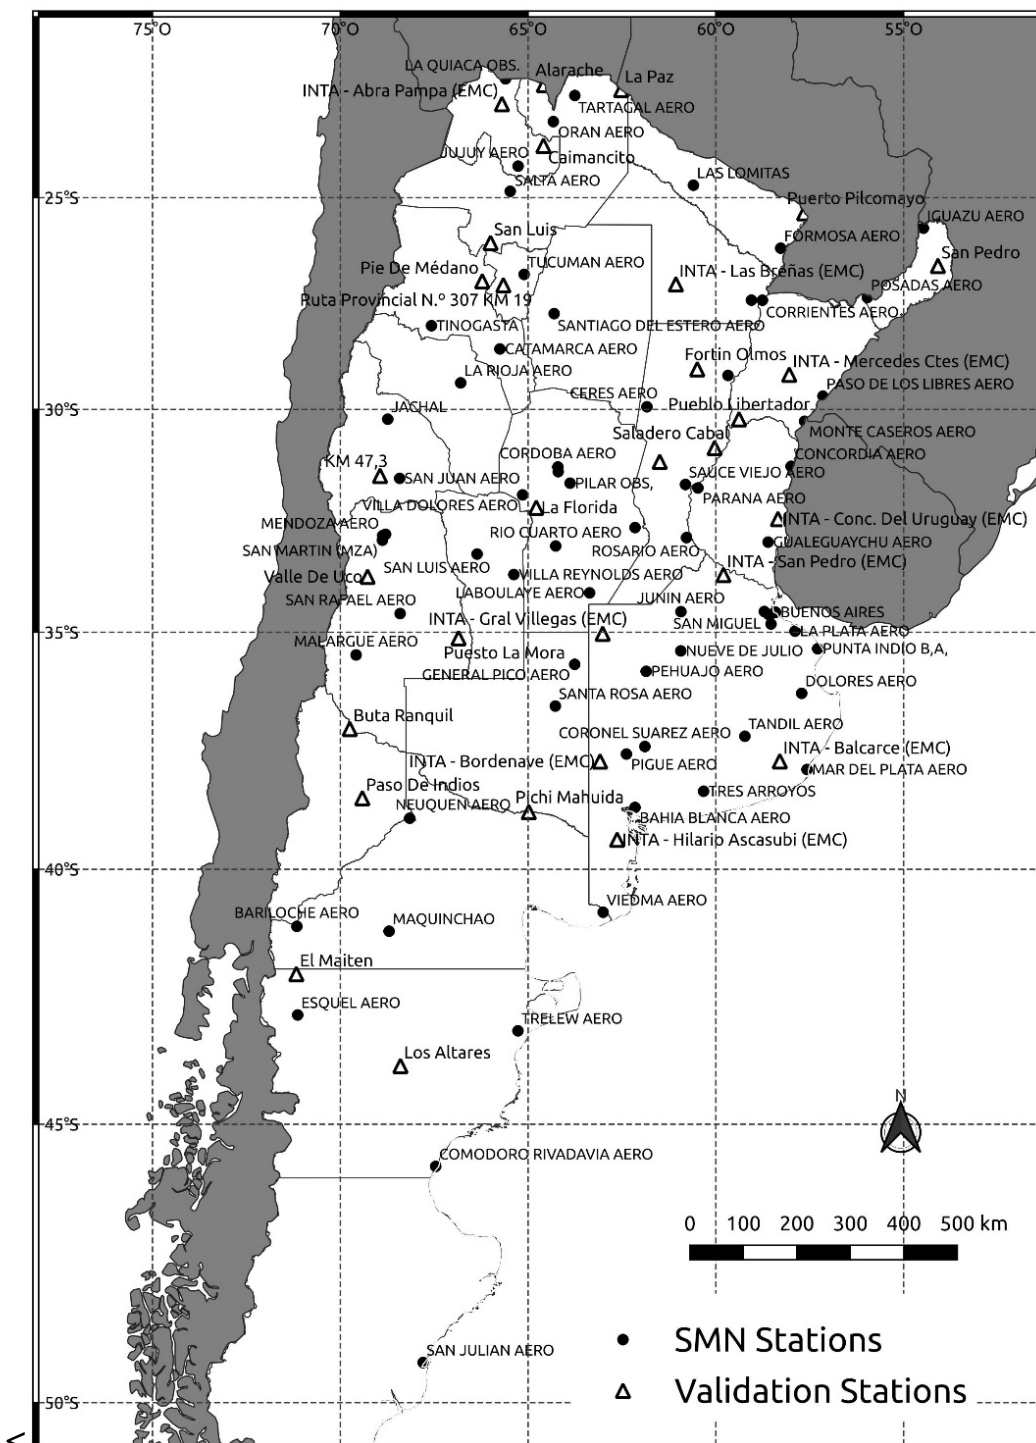 75°O 70°O 65°O 60°O 55°O
LA QUIACA OBS.
Alarache
La Paz
INTA - Abra Pampa (EMC)
TARTAGAL AERO
ORAN AERO
JUJUY AERO
Caimancito
LAS LOMITAS
SALTA AERO
25°S
Puerto Pilcomayo
IGUAZU AERO
San Luis
FORMOSA AERO
San Pedro
TUCUMAN AERO
Pie De Médano
INTA - Las Breñas (EMC)
POSADAS AERO
Ruta Provincial N.º 307 KM 19
CORRIENTES AERO
TINOGASTA
SANTIAGO DEL ESTERO AERO
CATAMARCA AERO
Fortin Olmos
INTA - Mercedes Ctes (EMC)
LA RIOJA AERO
PASO DE LOS LIBRES AERO
CERES AERO
30°S
JACHAL
Pueblo Libertador
MONTE CASEROS AERO
Saladero Cabal
CORDOBA AERO
CONCORDIA AERO
KM 47,3
SAN JUAN AERO
SAUCE VIEJO AERO
PILAR OBS,
PARANA AERO
VILLA DOLORES AERO
La Florida
MENDOZA AERO
INTA - Conc. Del Uruguay (EMC)
RIO CUARTO AERO
GUALEGUAYCHU AERO
SAN MARTIN (MZA)
ROSARIO AERO
INTA - San Pedro (EMC)
SAN LUIS AERO
Valle De Uco
VILLA REYNOLDS AERO
LABOULAYE AERO
SAN RAFAEL AERO
JUNIN AERO
BUENOS AIRES
INTA - Gral Villegas (EMC)
SAN MIGUEL
35°S
LA PLATA AERO
MALARGUE AERO
Puesto La Mora
NUEVE DE JULIO
PUNTA INDIO B,A,
GENERAL PICO AERO
PEHUAJO AERO
DOLORES AERO
SANTA ROSA AERO
Buta Ranquil
TANDIL AERO
CORONEL SUAREZ AERO
INTA - Balcarce (EMC)
INTA - Bordenave (EMC)
PIGUE AERO
MAR DEL PLATA AERO
Paso De Indios
TRES ARROYOS
Pichi Mahuida
NEUQUEN AERO
BAHIA BLANCA AERO
INTA - Hilario Ascasubi (EMC)
40°S
VIEDMA AERO
BARILOCHE AERO
MAQUINCHAO
El Maiten
ESQUEL AERO
TRELEW AERO
Los Altares
N
45°S
COMODORO RIVADAVIA AERO
0 100 200 300 400 500 km
SMN Stations
SAN JULIAN AERO
Validation Stations
50°S